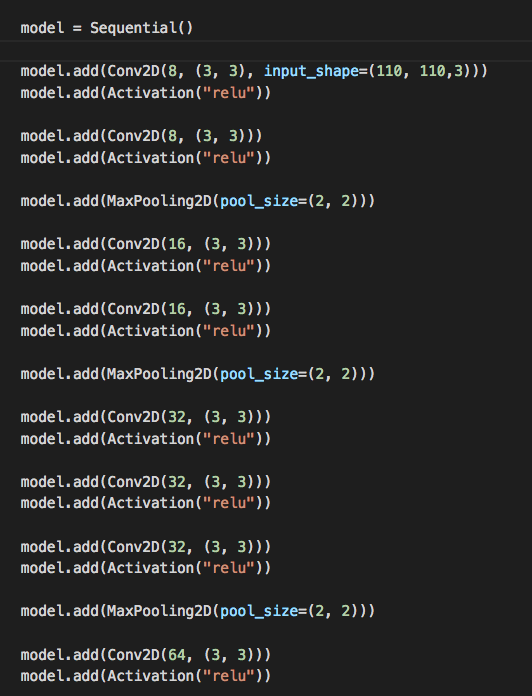 model = Sequential()
model.add(Conv2D(8, (3, 3), input_shape=(110, 110,3)))
model.add(Activation("relu"))
model.add(Conv2D(8, (3, 3)))
model.add(Activation("relu"))
model.add(MaxPooling2D(pool_size=(2, 2)))
model.add(Conv2D(16, (3, 3)))
model.add(Activation("relu"))
model.add(Conv2D(16, (3, 3)))
model.add(Activation("relu"))
model.add(MaxPooling2D(pool_size=(2, 2)))
model.add(Conv2D(32, (3, 3)))
model.add(Activation("relu"))
model.add(Conv2D(32, (3, 3)))
model.add(Activation("relu"))
model.add(Conv2D(32, (3, 3)))
model.add(Activation("relu"))
model.add(MaxPooling2D(pool_size=(2, 2)))
model.add(Conv2D(64, (3, 3)))
model.add(Activation("relu"))